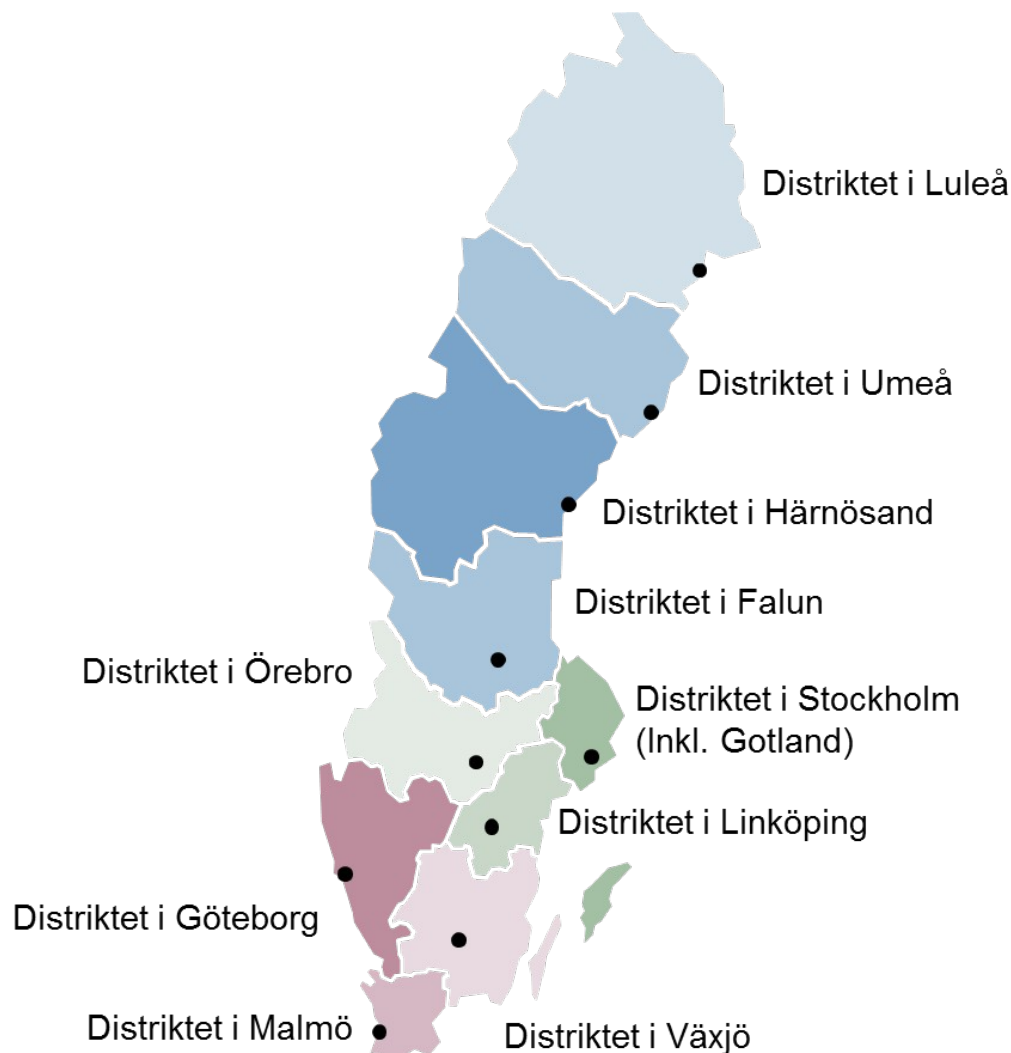 Distriktet i Luleå
Distriktet i Umeå
Distriktet i Härnösand
Distriktet i Falun
Distriktet i Örebro
Distriktet i Stockholm
(Inkl. Gotland)
Distriktet i Linköping
Distriktet i Göteborg
Distriktet i Malmö
Distriktet i Växjö